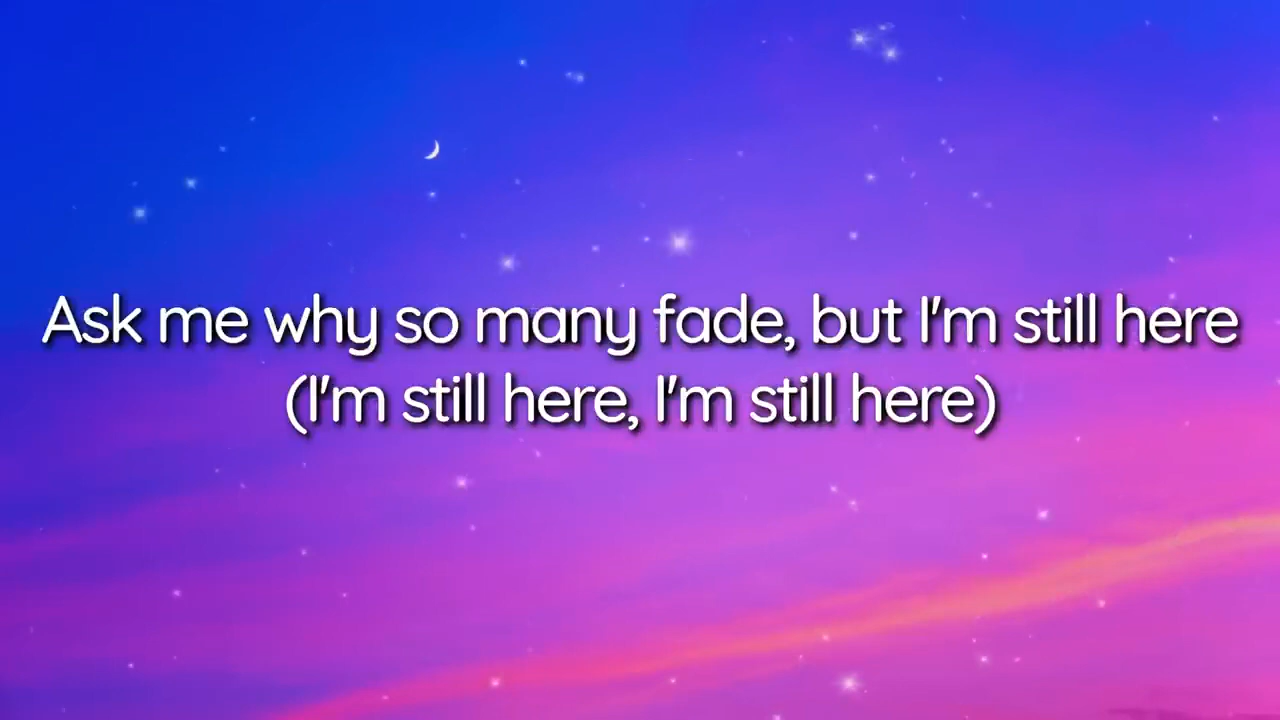 Ask me why so many fade, but I'm still here
(I'm still here, I'm still here)